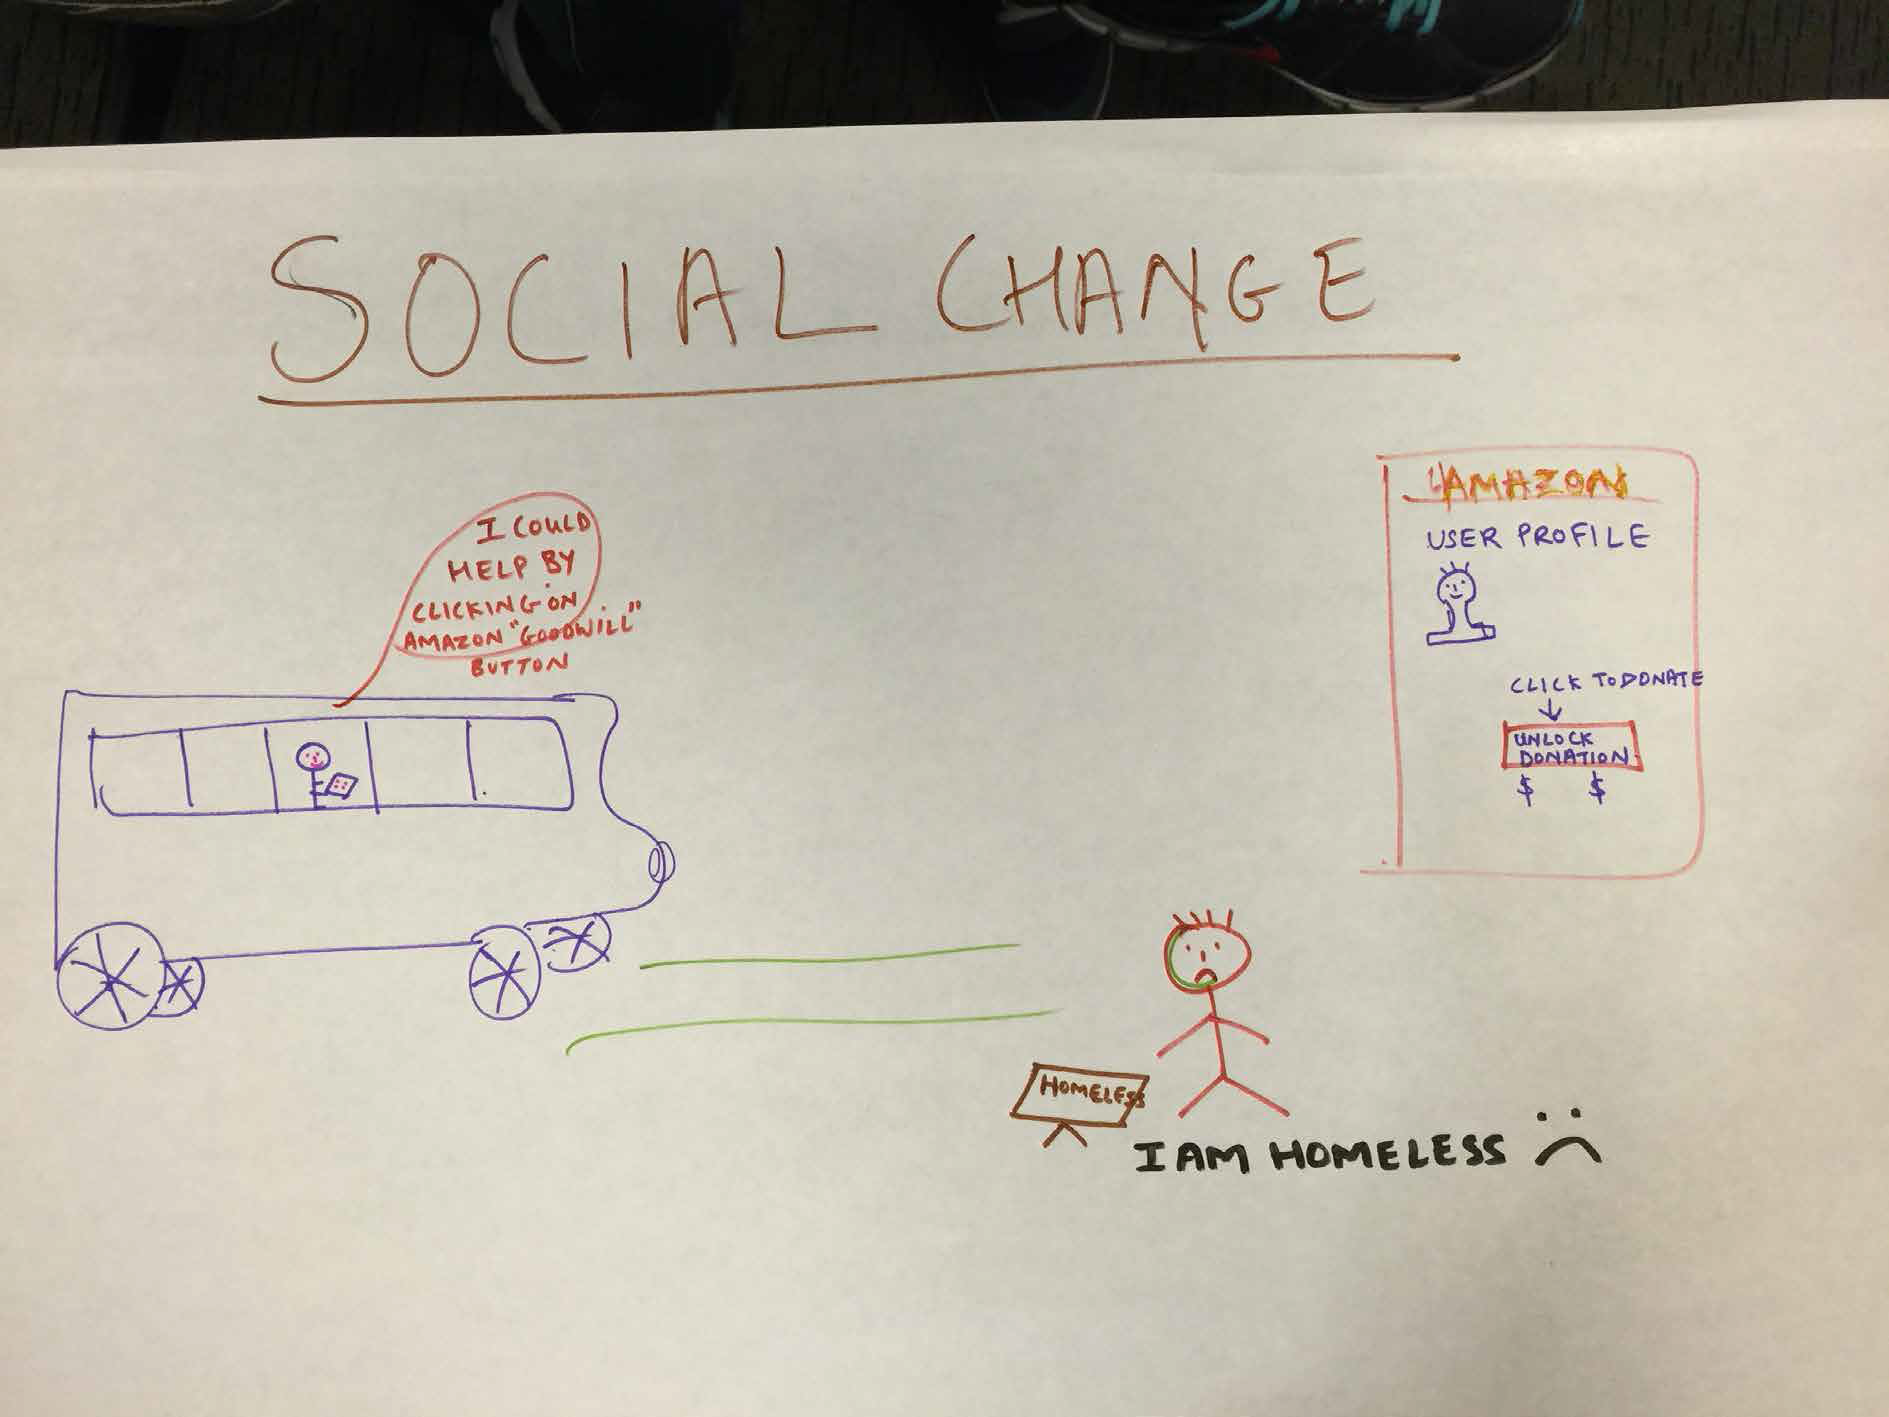 SOCIAL CHANGE
I COULD
HELP BY
CLICKING ON
AMAZON "GOODWILL"
BUTTON
AMAZON
USER PROFILE
CLICK TO DONATE
UNLOCK
DONATION
$ $
HOMELESS
I AM HOMELESS